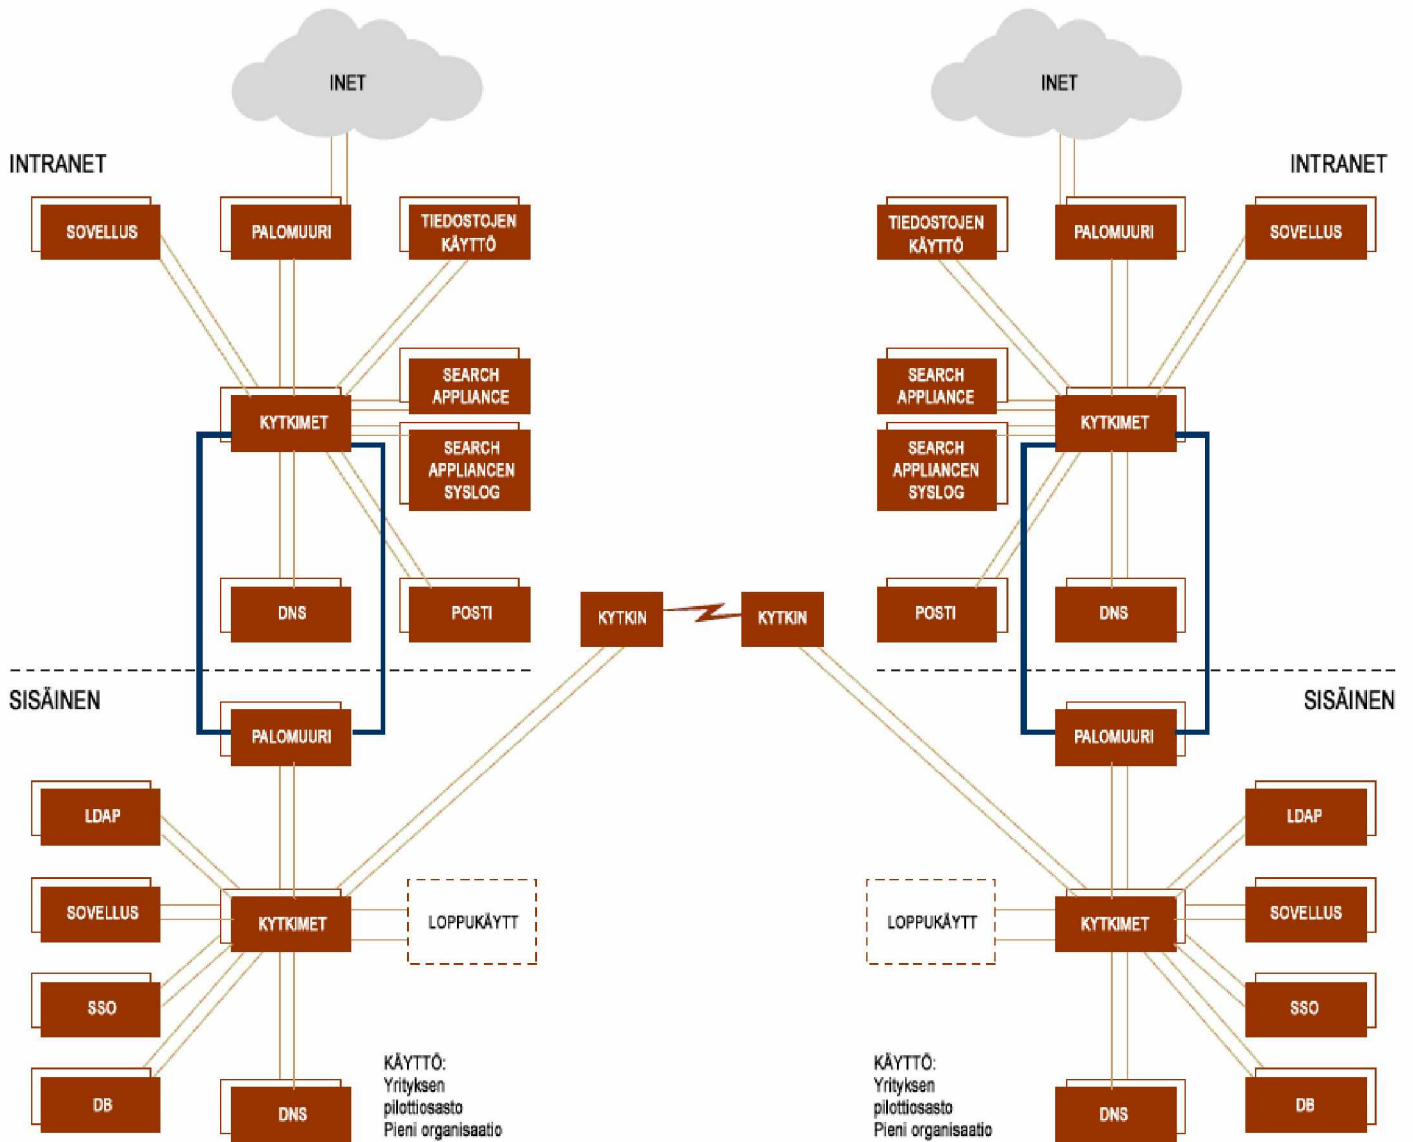 INET
INET
INTRANET
INTRANET
SOVELLUS
PALOMUURI
TIEDOSTOJEN
KÄYTTÖ
TIEDOSTOJEN
KÄYTTÖ
PALOMUURI
SOVELLUS
SEARCH
APPLIANCE
SEARCH
APPLIANCE
KYTKIMET
KYTKIMET
SEARCH
APPLIANCEN
SYSLOG
SEARCH
APPLIANCEN
SYSLOG
DNS
POSTI
KYTKIN
KYTKIN
POSTI
DNS
SISÄINEN
SISÄINEN
PALOMUURI
PALOMUURI
LDAP
LDAP
SOVELLUS
KYTKIMET
LOPPUKÄYTT
LOPPUKÄYTT
KYTKIMET
SOVELLUS
SSO
SSO
KÄYTTÖ:
Yrityksen
pilottiosasto
Pieni organisaatio
KÄYTTÖ:
Yrityksen
pilottiosasto
Pieni organisaatio
DB
DNS
DNS
DB